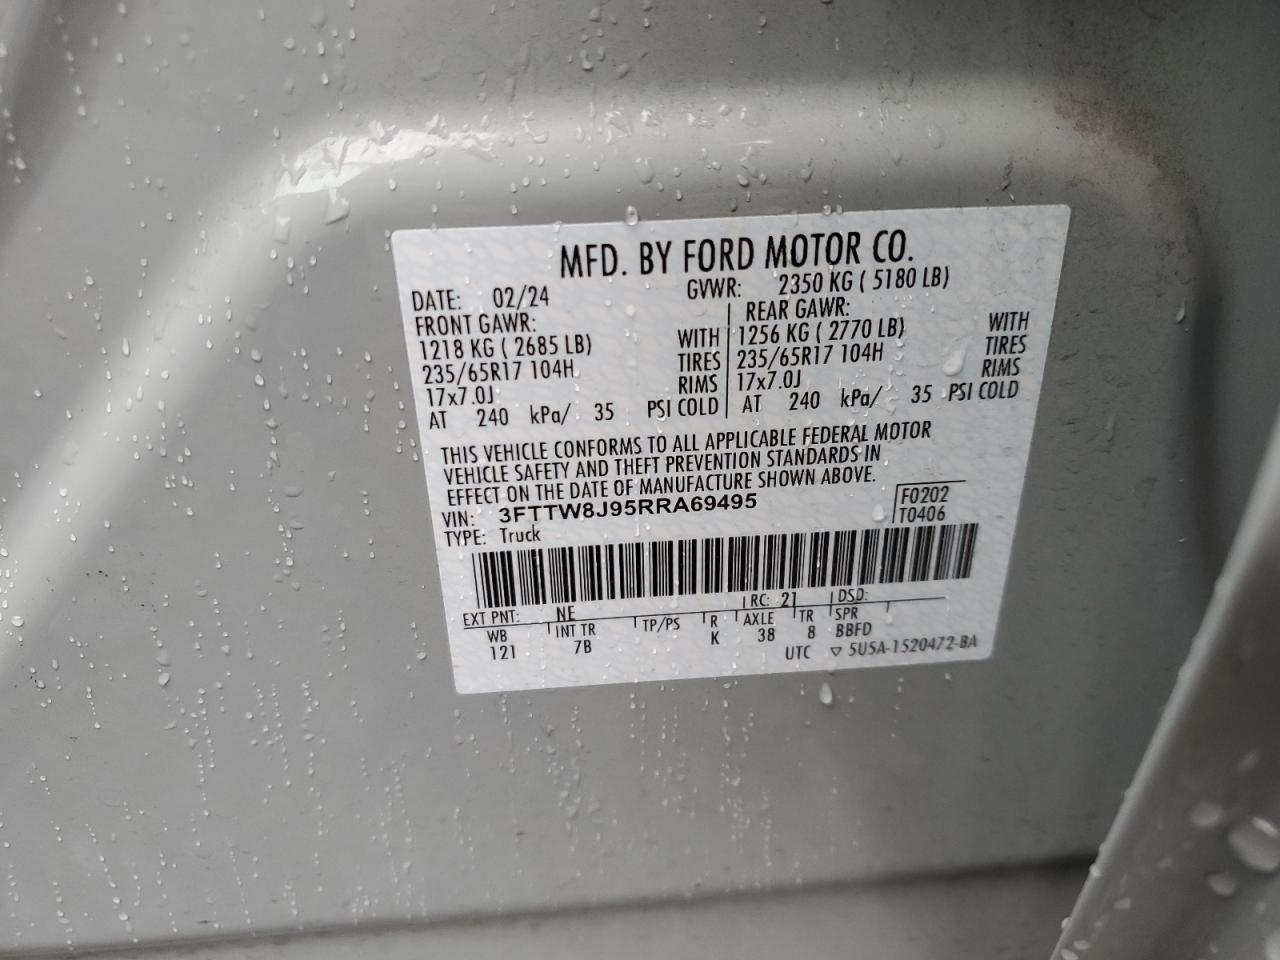 MFD. BY FORD MOTOR CO.
DATE: 02/24 GVWR: 2350 KG ( 5180 LB)
FRONT GAWR: REAR GAWR:
1218 KG ( 2685 LB) WITH 1256 KG ( 2770 LB) WITH
235/65R17 104H TIRES 235/65R17 104H TIRES
17x7.0J RIMS 17x7.0J RIMS
AT 240 kPa/ 35 PSI COLD AT 240 kPa/ 35 PSI COLD
THIS VEHICLE CONFORMS TO ALL APPLICABLE FEDERAL MOTOR
VEHICLE SAFETY AND THEFT PREVENTION STANDARDS IN
EFFECT ON THE DATE OF MANUFACTURE SHOWN ABOVE.
VIN: 3FTTW8J95RRA69495 F0202
TYPE: Truck T0406
EXT PNT: NE RC: 21 DSD:
WB INT TR TP/PS R AXLE TR SPR
121 7B K 38 8 BBFD
UTC ▽ 5U5A-1520472-BA